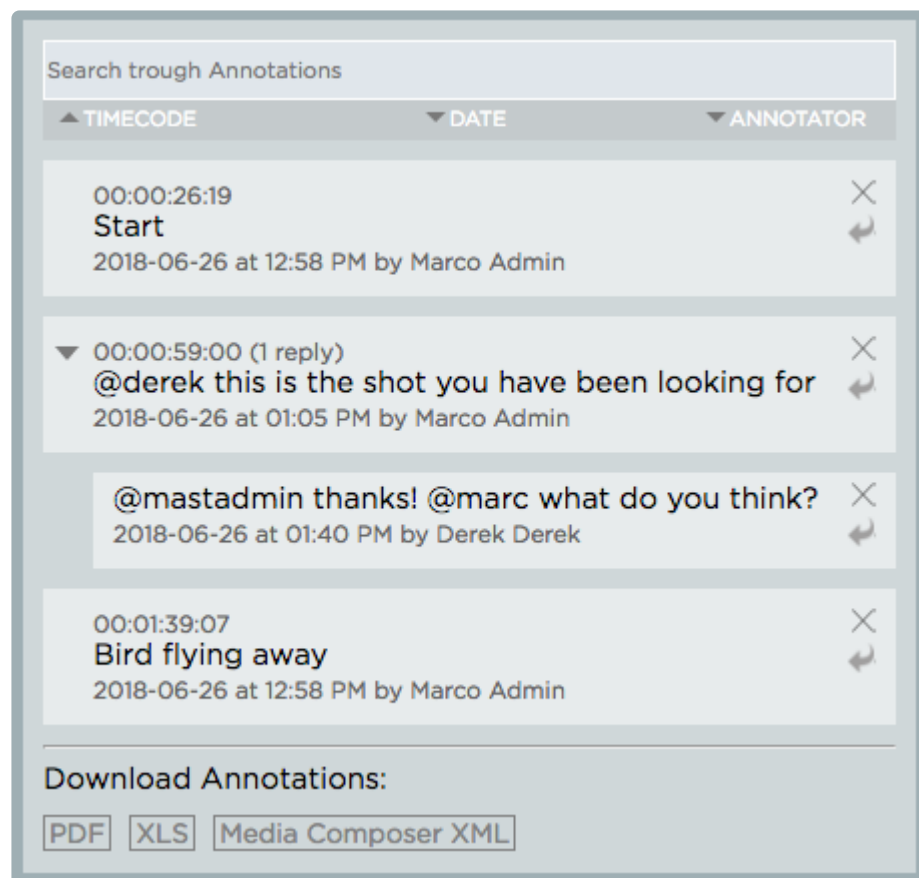 Search trough Annotations
TIMECODE DATE ANNOTATOR
00:00:26:19
Start
2018-06-26 at 12:58 PM by Marco Admin
00:00:59:00 (1 reply)
@derek this is the shot you have been looking for
2018-06-26 at 01:05 PM by Marco Admin
@mastadmin thanks! @marc what do you think?
2018-06-26 at 01:40 PM by Derek Derek
00:01:39:07
Bird flying away
2018-06-26 at 12:58 PM by Marco Admin
Download Annotations:
PDF XLS Media Composer XML